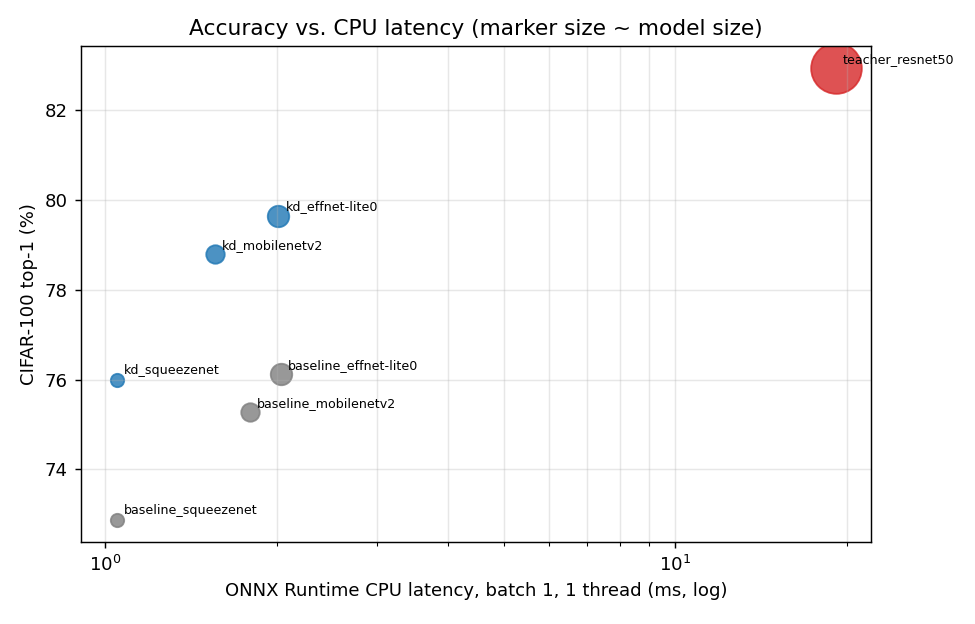 Accuracy vs. CPU latency (marker size ~ model size)
teacher_resnet50
82
kd_effnet-lite0
80
kd_mobilenetv2
78
kd_squeezenet
baseline_effnet-lite0
76
baseline_mobilenetv2
74
baseline_squeezenet
CIFAR-100 top-1 (%)
10⁰
10¹
ONNX Runtime CPU latency, batch 1, 1 thread (ms, log)